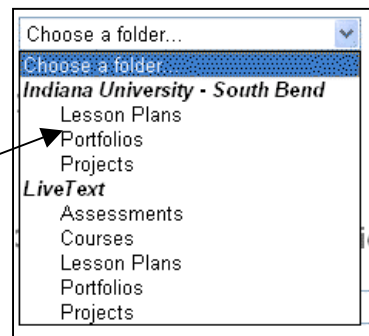 Choose a folder...
Choose a folder...
Indiana University - South Bend
Lesson Plans
Portfolios
Projects
LiveText
Assessments
Courses
Lesson Plans
Portfolios
Projects